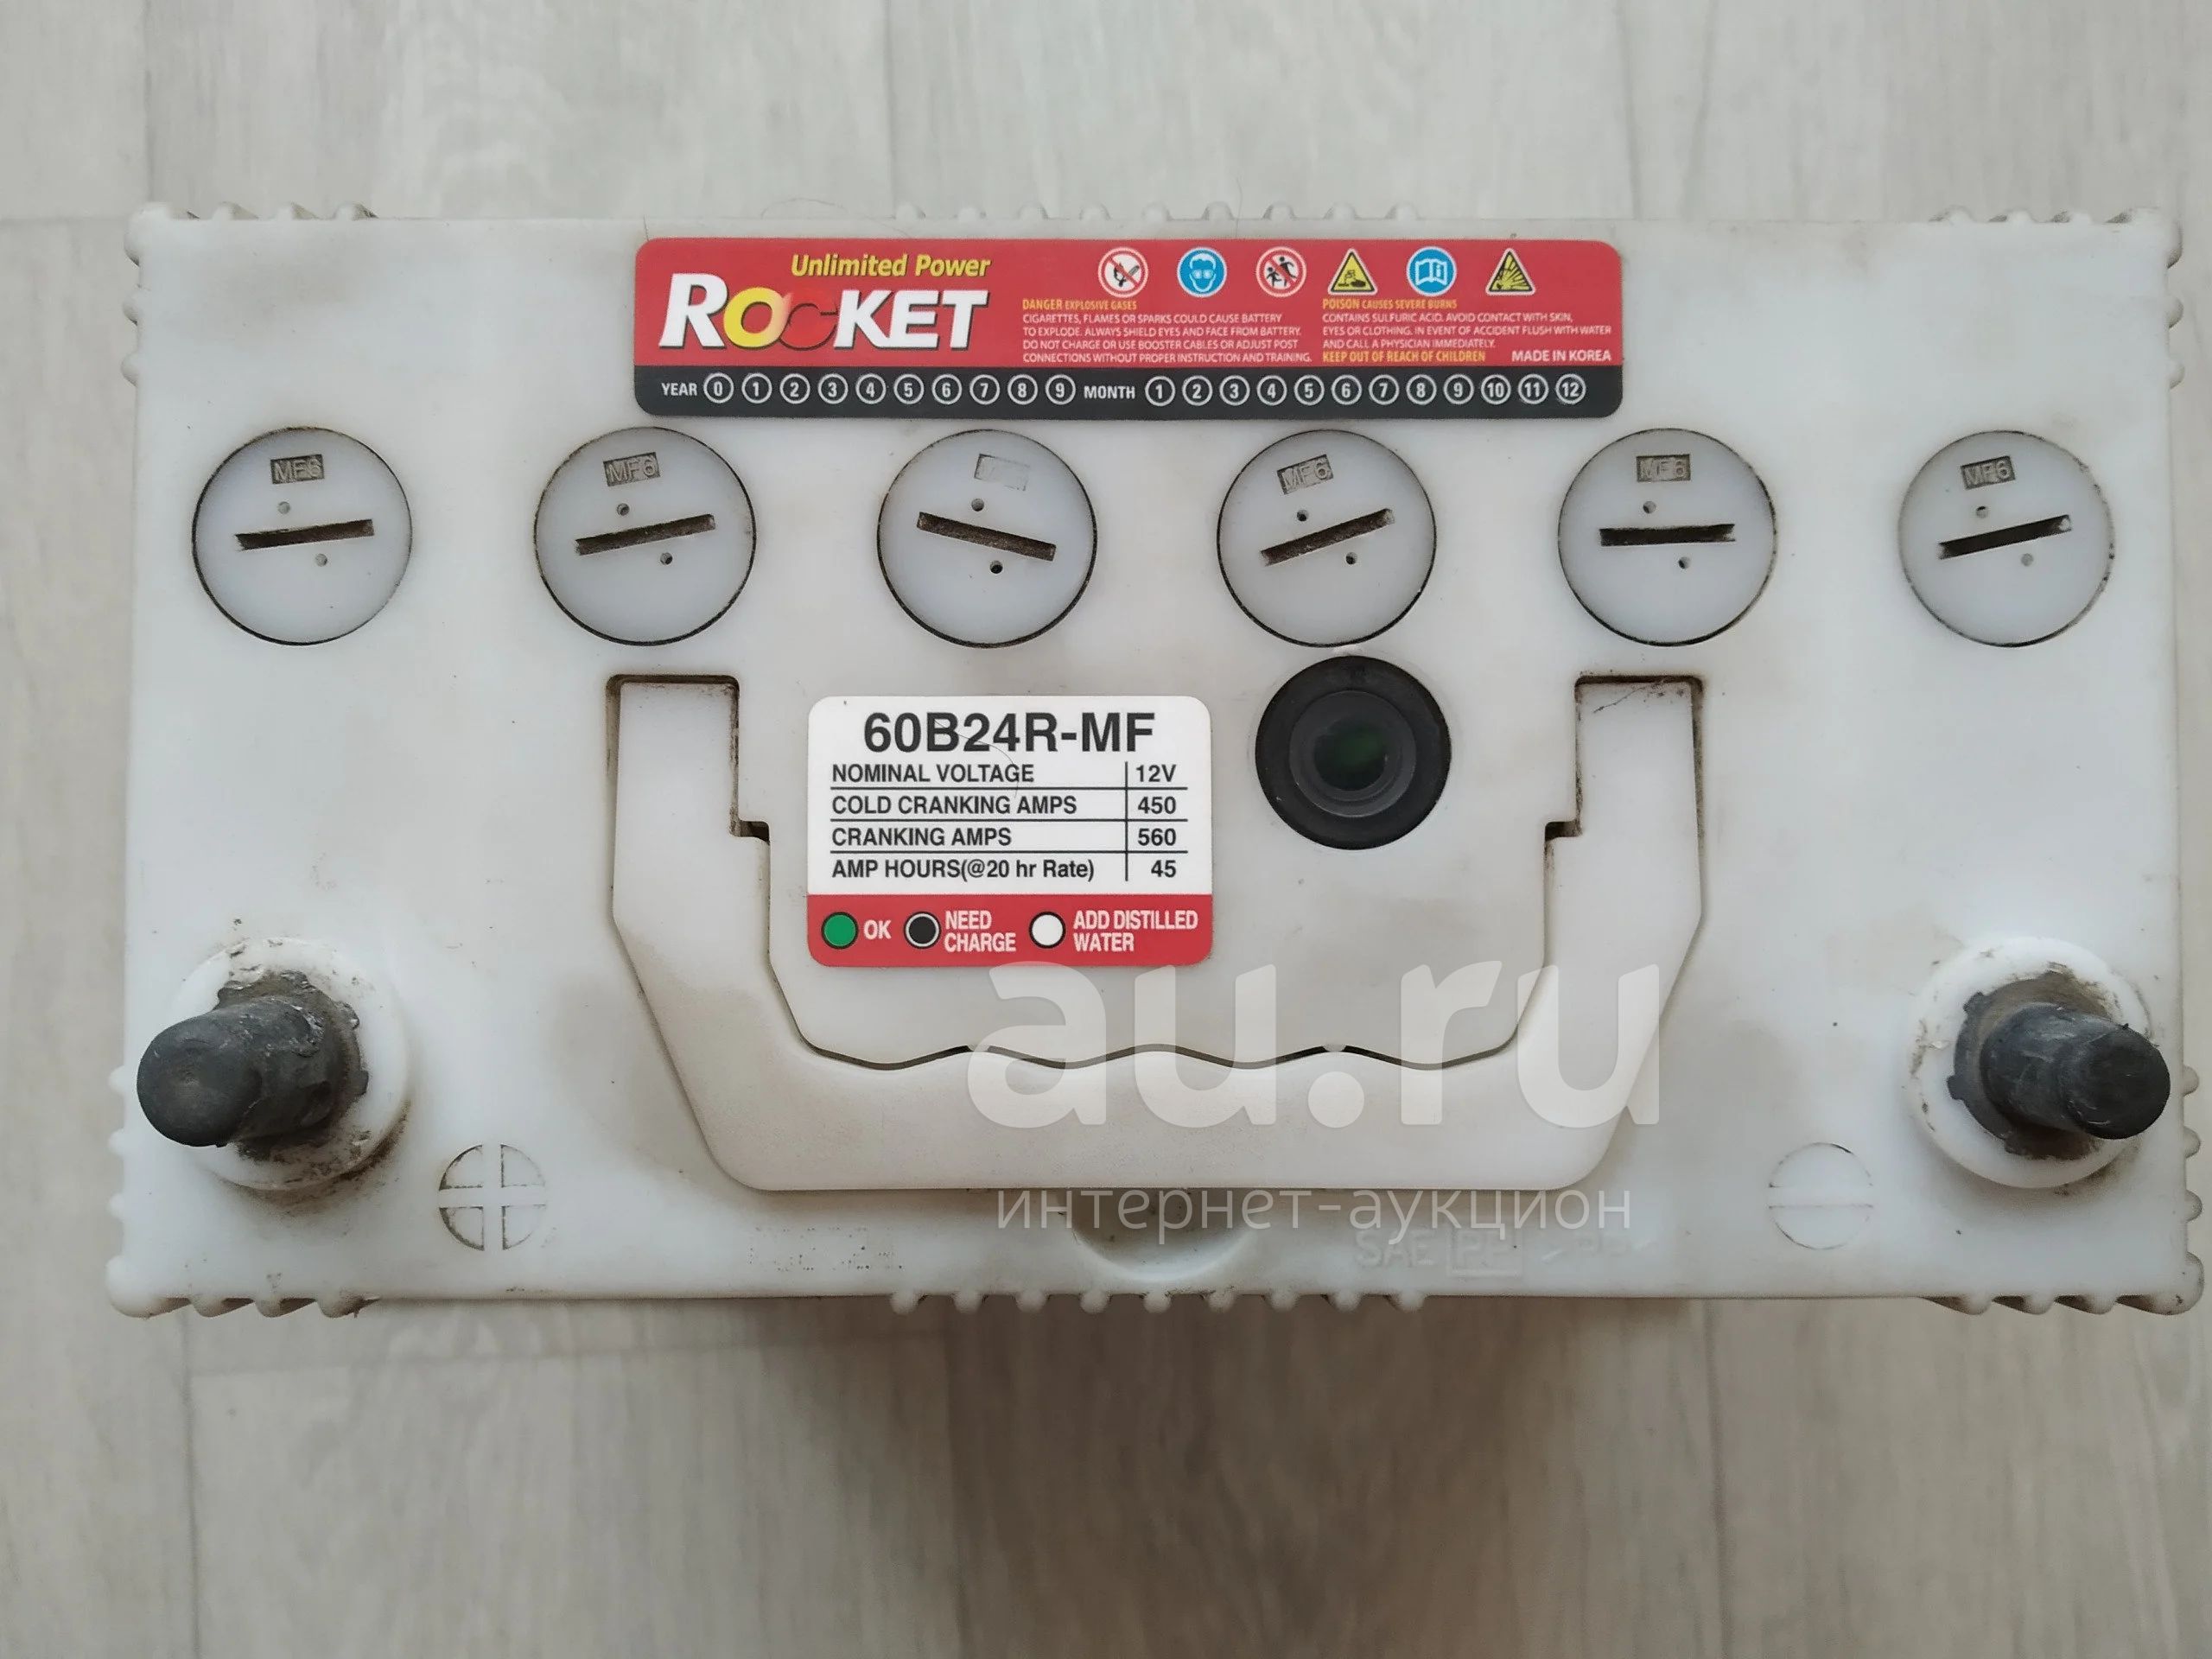 Unlimited Power
ROCKET
DANGER EXPLOSIVE GASES
CIGARETTES, FLAMES OR SPARKS COULD CAUSE BATTERY
TO EXPLODE. ALWAYS SHIELD EYES AND FACE FROM BATTERY.
DO NOT CHARGE OR USE BOOSTER CABLES OR ADJUST POST
CONNECTIONS WITHOUT PROPER INSTRUCTION AND TRAINING.
POISON CAUSES SEVERE BURNS
CONTAINS SULFURIC ACID. AVOID CONTACT WITH SKIN,
EYES OR CLOTHING. IN EVENT OF ACCIDENT FLUSH WITH WATER
AND CALL A PHYSICIAN IMMEDIATELY.
KEEP OUT OF REACH OF CHILDREN MADE IN KOREA
YEAR 0 1 2 3 4 5 6 7 8 9 MONTH 1 2 3 4 5 6 7 8 9 10 11 12
MF6 MF6 MF6 MF6 MF6
60B24R-MF
NOMINAL VOLTAGE 12V
COLD CRANKING AMPS 450
CRANKING AMPS 560
AMP HOURS(@20 hr Rate) 45
OK NEED CHARGE ADD DISTILLED WATER
au.ru
интернет-аукцион
SAE PP